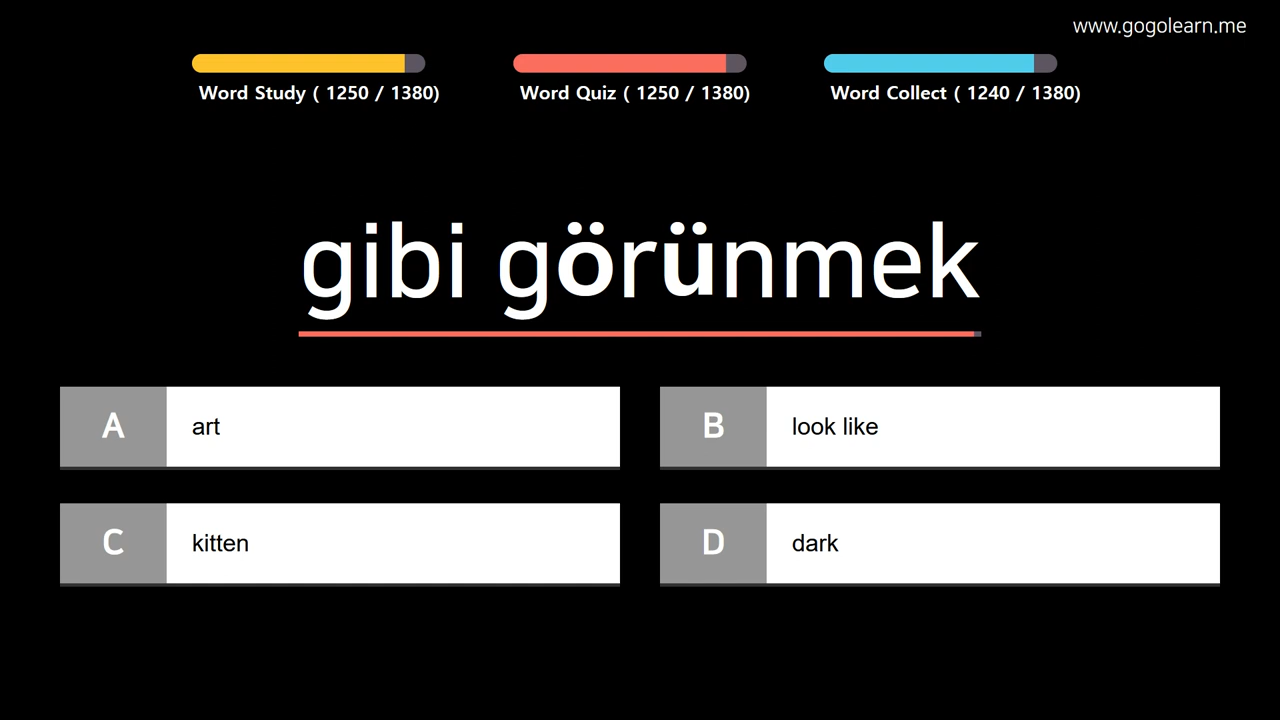 www.gogolearn.me
Word Study ( 1250 / 1380)
Word Quiz ( 1250 / 1380)
Word Collect ( 1240 / 1380)
gibi görünmek
A art
B look like
C kitten
D dark